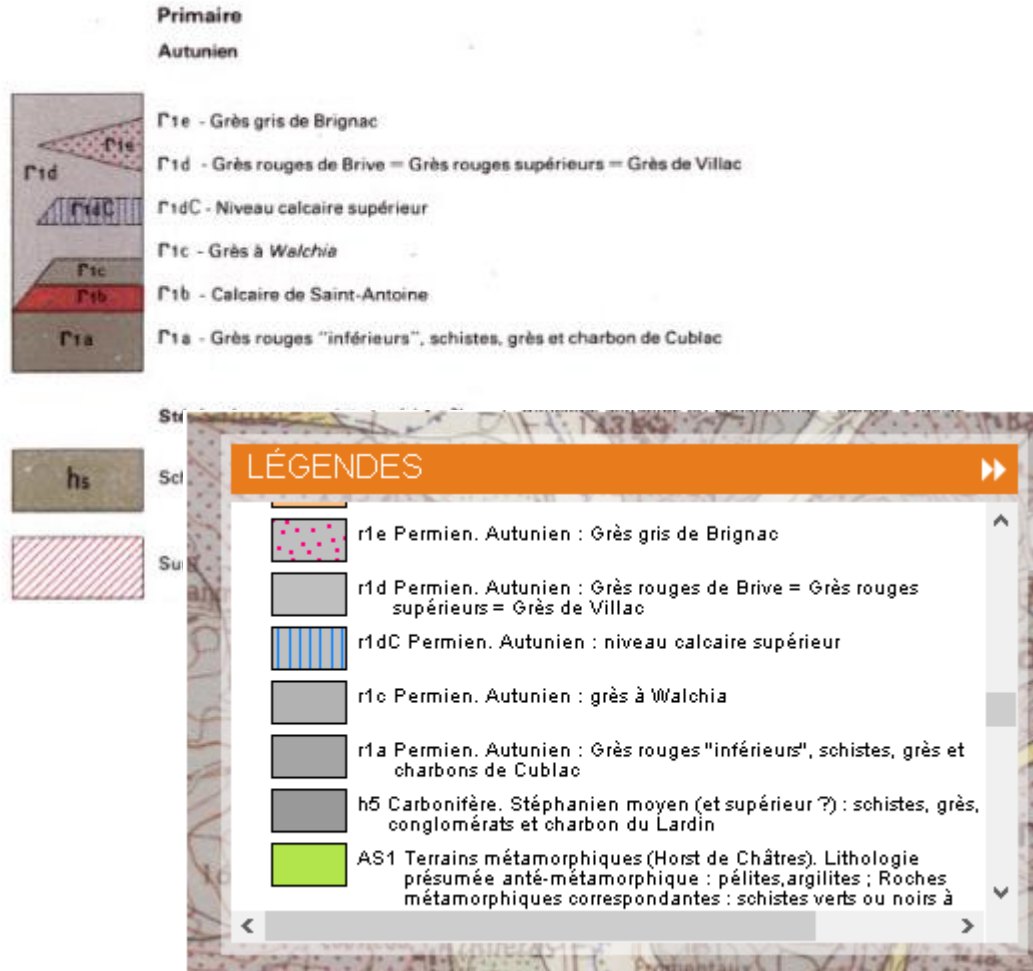 Primaire
Autunien
r1e - Grès gris de Brignac
r1e
r1d - Grès rouges de Brive = Grès rouges supérieurs = Grès de Villac
r1d
r1dC - Niveau calcaire supérieur
r1dC
r1c - Grès à Walchia
r1c
r1b - Calcaire de Saint-Antoine
r1b
r1a - Grès rouges "inférieurs", schistes, grès et charbon de Cublac
r1a
h5
LÉGENDES
r1e Permien. Autunien : Grès gris de Brignac
r1d Permien. Autunien : Grès rouges de Brive = Grès rouges
supérieurs = Grès de Villac
r1dC Permien. Autunien : niveau calcaire supérieur
r1c Permien. Autunien : grès à Walchia
r1a Permien. Autunien : Grès rouges "inférieurs", schistes, grès et
charbons de Cublac
h5 Carbonifère. Stéphanien moyen (et supérieur ?) : schistes, grès,
conglomérats et charbon du Lardin
AS1 Terrains métamorphiques (Horst de Châtres). Lithologie
présumée anté-métamorphique : pélites,argilites ; Roches
métamorphiques correspondantes : schistes verts ou noirs à